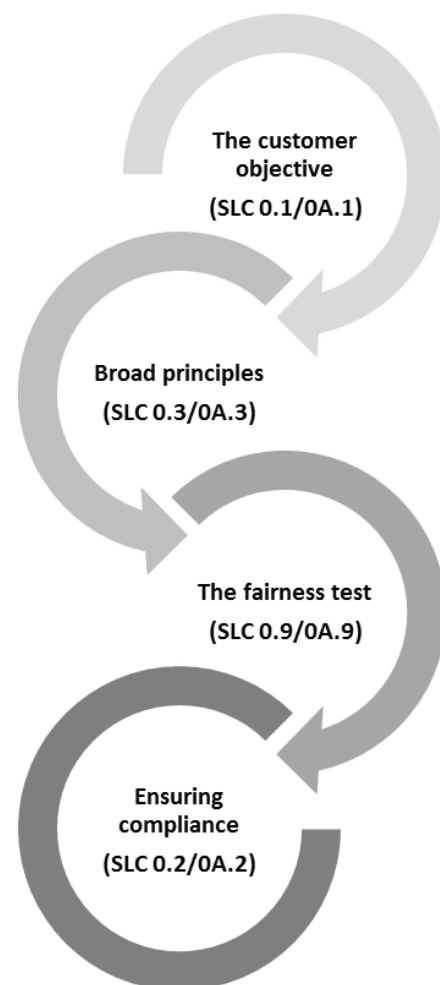 The customer
objective
(SLC 0.1/0A.1)
Broad principles
(SLC 0.3/0A.3)
The fairness test
(SLC 0.9/0A.9)
Ensuring
compliance
(SLC 0.2/0A.2)